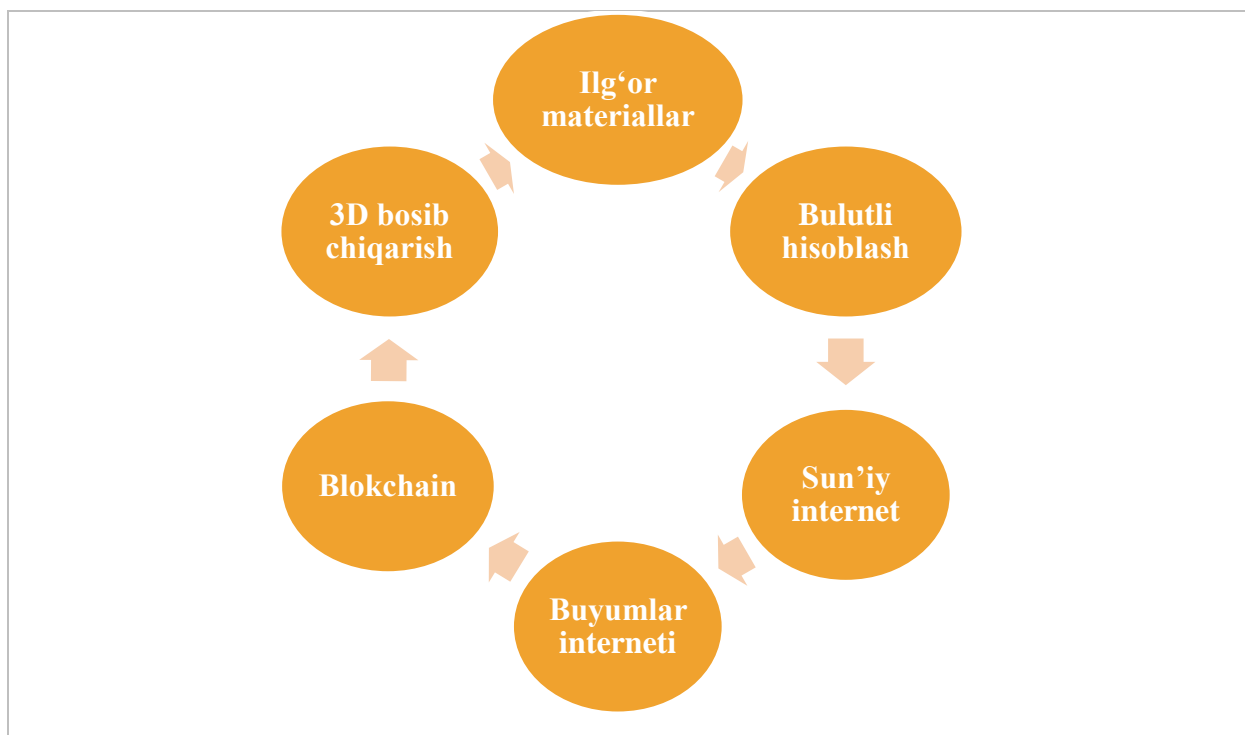 Ilg‘or
materiallar
Bulutli
hisoblash
Sun’iy
internet
Buyumlar
interneti
Blokchain
3D bosib
chiqarish